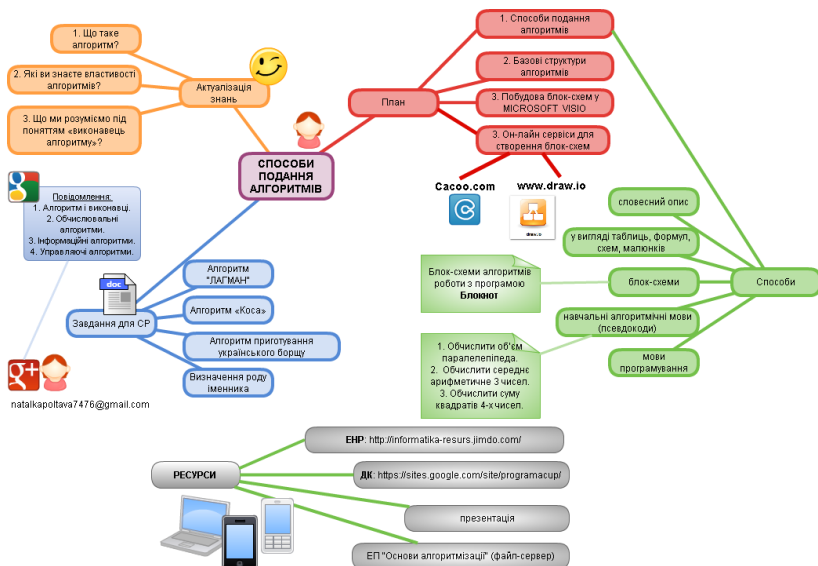 1. Що таке
алгоритм?
2. Які ви знаєте властивості
алгоритмів?
3. Що ми розуміємо під
поняттям «виконавець
алгоритму»?
Актуалізація
знань
СПОСОБИ
ПОДАННЯ
АЛГОРИТМІВ
План
1. Способи подання
алгоритмів
2. Базові структури
алгоритмів
3. Побудова блок-схем у
MICROSOFT VISIO
3. Он-лайн сервіси для
створення блок-схем
Cacoo.com
www.draw.io
draw.io
Способи
словесний опис
у вигляді таблиць, формул,
схем, малюнків
блок-схеми
навчальні алгоритмічні мови
(псевдокоди)
мови
програмування
Блок-схеми алгоритмів
роботи з програмою
Блокнот
1. Обчислити об'єм
паралелепіпеда.
2. Обчислити середнє
арифметичне 3 чисел.
3. Обчислити суму
квадратів 4-х чисел.
Повідомлення:
1. Алгоритм і виконавці.
2. Обчислювальні
алгоритми.
3. Інформаційні алгоритми.
4. Управляючі алгоритми.
doc
Завдання для СР
Алгоритм
"ЛАГМАН"
Алгоритм «Коса»
Алгоритм приготування
українського борщу
Визначення роду
іменника
g
g+
natalkapoltava7476@gmail.com
РЕСУРСИ
ЕНР: http://informatika-resurs.jimdo.com/
ДК: https://sites.google.com/site/programacup/
презентація
ЕП "Основи алгоритмізації" (файл-сервер)